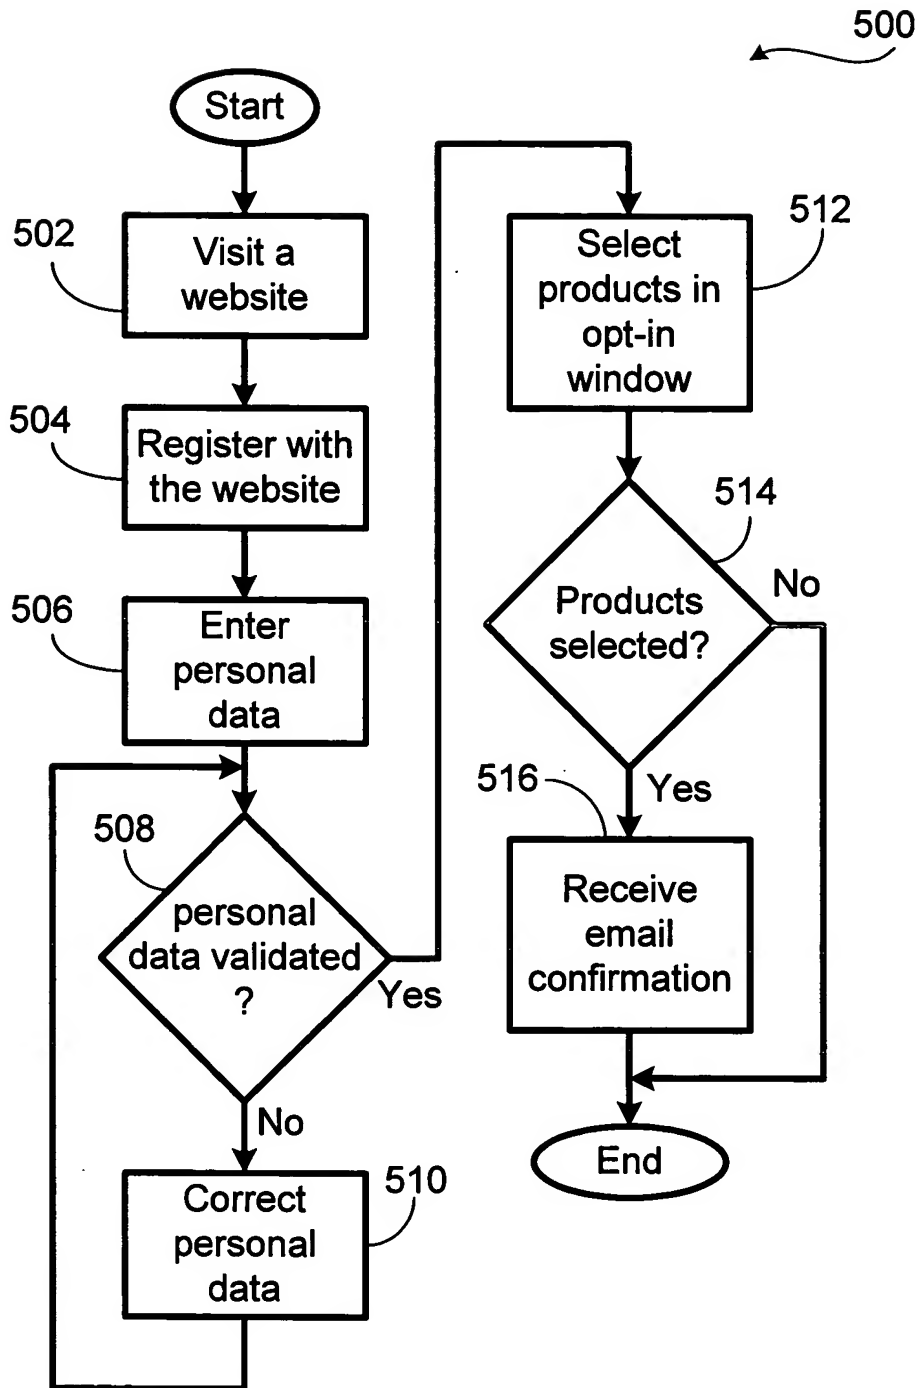 500
Start
502
Visit a
website
504
Register with
the website
506
Enter
personal
data
508
personal
data validated
?
Yes
No
510
Correct
personal
data
512
Select
products in
opt-in
window
514
Products
selected?
No
Yes
516
Receive
email
confirmation
End